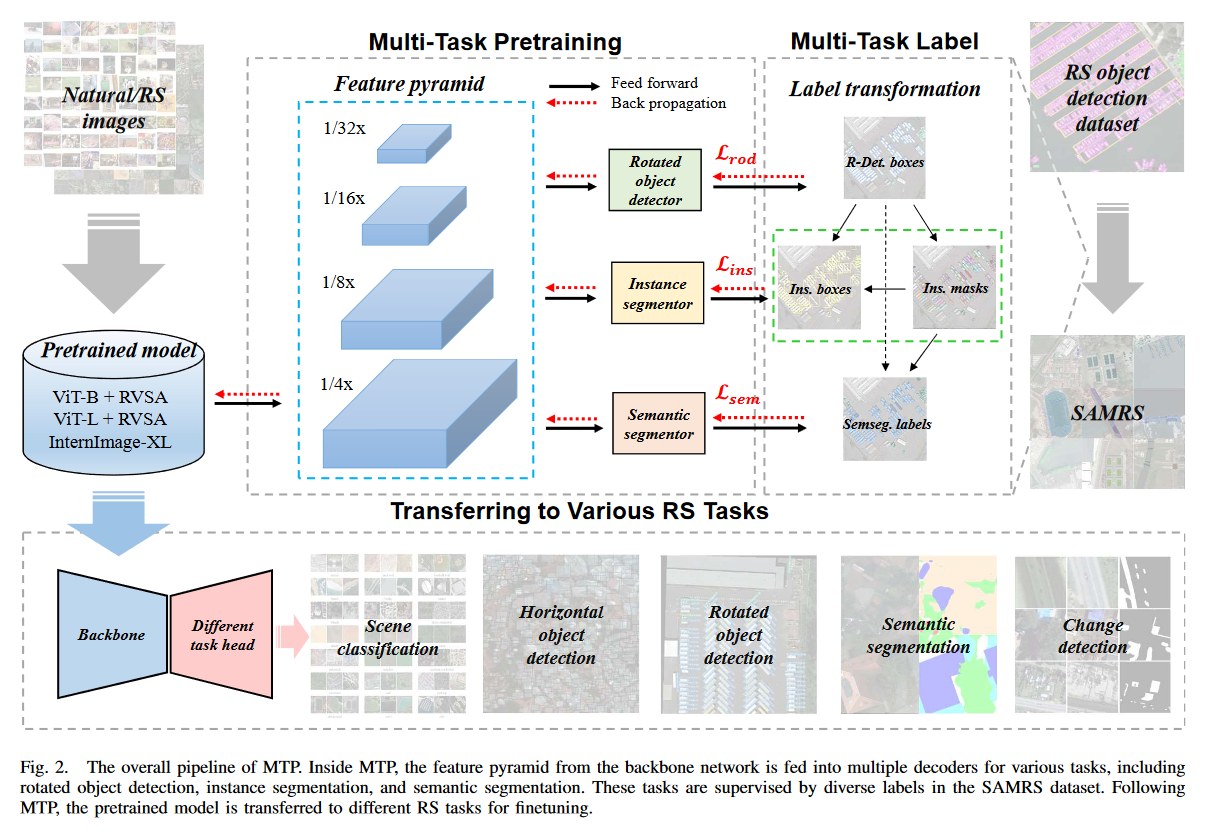 Multi-Task Pretraining
Multi-Task Label
Natural/RS
images
Feature pyramid
Feed forward
Back propagation
Label transformation
RS object
detection
dataset
1/32x
1/16x
1/8x
1/4x
Rotated
object
detector
ℒrod
R-Det. boxes
Instance
segmentor
ℒins
Ins. boxes
Ins. masks
Semantic
segmentor
ℒsem
Semseg. labels
SAMRS
Pretrained model
ViT-B + RVSA
ViT-L + RVSA
InternImage-XL
Transferring to Various RS Tasks
Backbone
Different
task head
Scene
classification
Horizontal
object
detection
Rotated
object
detection
Semantic
segmentation
Change
detection
Fig. 2. The overall pipeline of MTP. Inside MTP, the feature pyramid from the backbone network is fed into multiple decoders for various tasks, including
rotated object detection, instance segmentation, and semantic segmentation. These tasks are supervised by diverse labels in the SAMRS dataset. Following
MTP, the pretrained model is transferred to different RS tasks for finetuning.